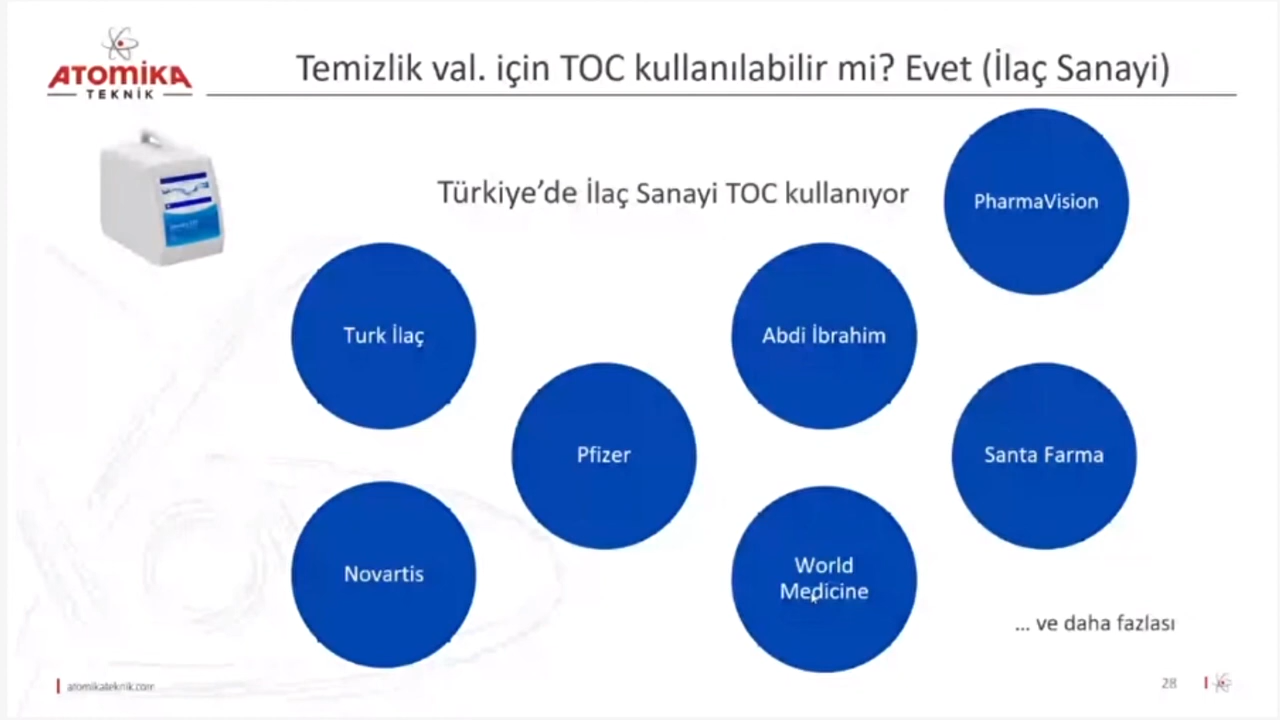 ATOMİKA
TEKNİK
Temizlik val. için TOC kullanılabilir mi? Evet (İlaç Sanayi)
Türkiye'de İlaç Sanayi TOC kullanıyor
PharmaVision
Turk İlaç
Abdi İbrahim
Pfizer
Santa Farma
Novartis
World
Medicine
... ve daha fazlası
atomikateknik.com
28